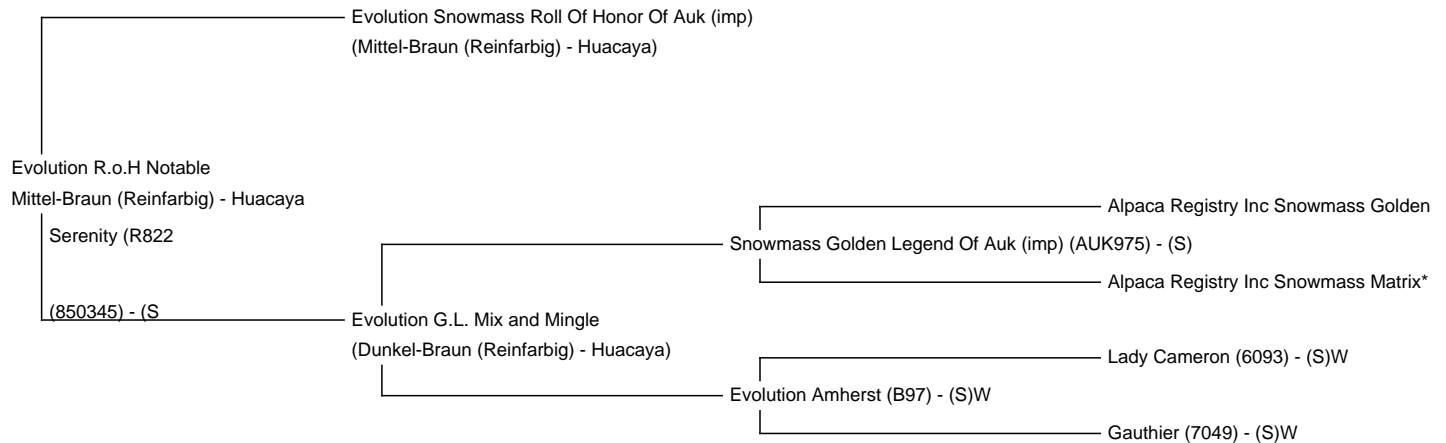 Evolution Snowmass Roll Of Honor Of Auk (imp)
(Mittel-Braun (Reinfarbig) - Huacaya)
Evolution R.o.H Notable
Mittel-Braun (Reinfarbig) - Huacaya
Serenity (R822
(850345) - (S
Alpaca Registry Inc Snowmass Golden
Snowmass Golden Legend Of Auk (imp) (AUK975) - (S)
Alpaca Registry Inc Snowmass Matrix*
Evolution G.L. Mix and Mingle
(Dunkel-Braun (Reinfarbig) - Huacaya)
Lady Cameron (6093) - (S)W
Evolution Amherst (B97) - (S)W
Gauthier (7049) - (S)W